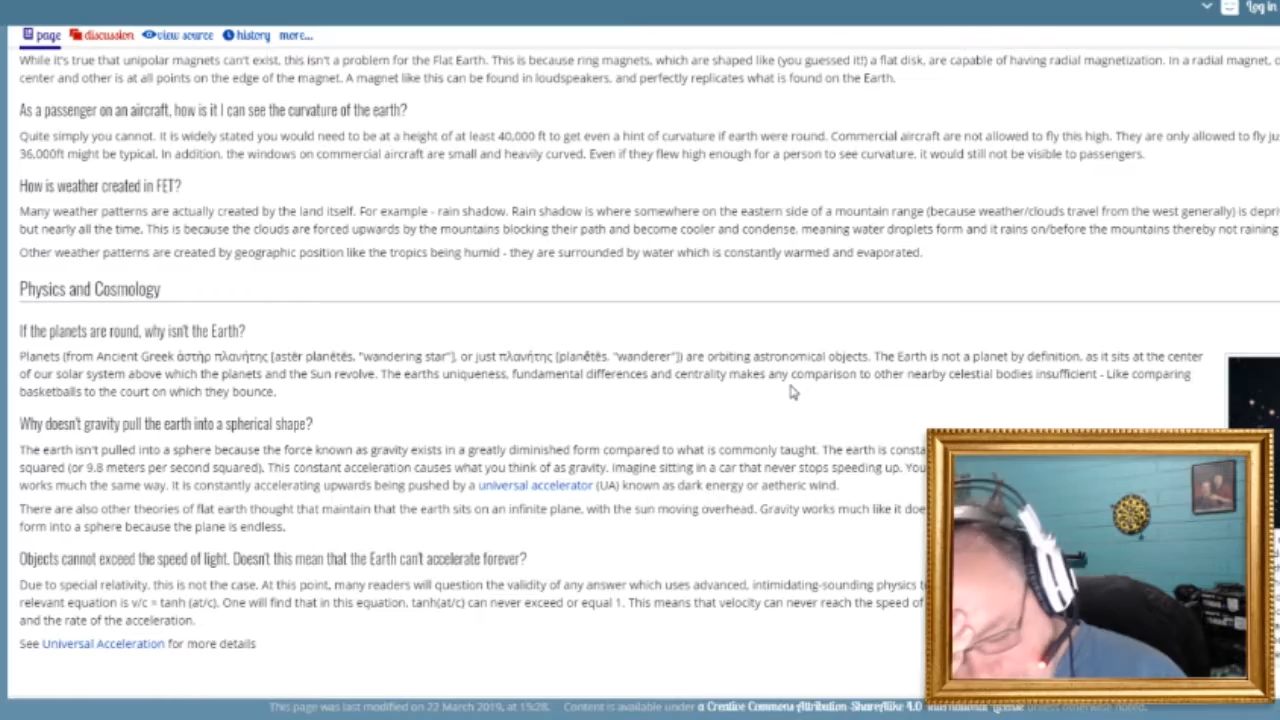 Log in
page discussion view source history more...
While it's true that unipolar magnets can't exist, this isn't a problem for the Flat Earth. This is because ring magnets, which are shaped like (you guessed it!) a flat disk, are capable of having radial magnetization. In a radial magnet,
center and other is at all points on the edge of the magnet. A magnet like this can be found in loudspeakers, and perfectly replicates what is found on the Earth.
As a passenger on an aircraft, how is it I can see the curvature of the earth?
Quite simply you cannot. It is widely stated you would need to be at a height of at least 40,000 ft to get even a hint of curvature if earth were round. Commercial aircraft are not allowed to fly this high. They are only allowed to fly
36,000ft might be typical. In addition, the windows on commercial aircraft are small and heavily curved. Even if they flew high enough for a person to see curvature, it would still not be visible to passengers.
How is weather created in FET?
Many weather patterns are actually created by the land itself. For example - rain shadow. Rain shadow is where somewhere on the eastern side of a mountain range (because weather/clouds travel from the west generally) is
but nearly all the time. This is because the clouds are forced upwards by the mountains blocking their path and become cooler and condense, meaning water droplets form and it rains on/before the mountains thereby not raining
Other weather patterns are created by geographic position like the tropics being humid - they are surrounded by water which is constantly warmed and evaporated.
Physics and Cosmology
If the planets are round, why isn't the Earth?
Planets (from Ancient Greek ἀστήρ πλανήτης [astēr planētēs, "wandering star"], or just πλανήτης [planētēs, "wanderer"]) are orbiting astronomical objects. The Earth is not a planet by definition, as it sits at the center
of our solar system above which the planets and the Sun revolve. The earths uniqueness, fundamental differences and centrality makes any comparison to other nearby celestial bodies insufficient - Like comparing
basketballs to the court on which they bounce.
Why doesn't gravity pull the earth into a spherical shape?
The earth isn't pulled into a sphere because the force known as gravity exists in a greatly diminished form compared to what is commonly taught. The earth is
squared (or 9.8 meters per second squared). This constant acceleration causes what you think of as gravity. Imagine sitting in a car that never stops speeding up. You
works much the same way. It is constantly accelerating upwards being pushed by a universal accelerator (UA) known as dark energy or aetheric wind.
There are also other theories of flat earth thought that maintain that the earth sits on an infinite plane, with the sun moving overhead. Gravity works much like it
form into a sphere because the plane is endless.
Objects cannot exceed the speed of light. Doesn't this mean that the Earth can't accelerate forever?
Due to special relativity, this is not the case. At this point, many readers will question the validity of any answer which uses advanced, intimidating-sounding physics
relevant equation is v/c = tanh (at/c). One will find that in this equation, tanh(at/c) can never exceed or equal 1. This means that velocity can never reach the speed of
and the rate of the acceleration.
See Universal Acceleration for more details
This page was last modified on 22 March 2019, at 15:28. Content is available under a Creative Commons Attribution-ShareAlike 4.0 International License unless otherwise noted.